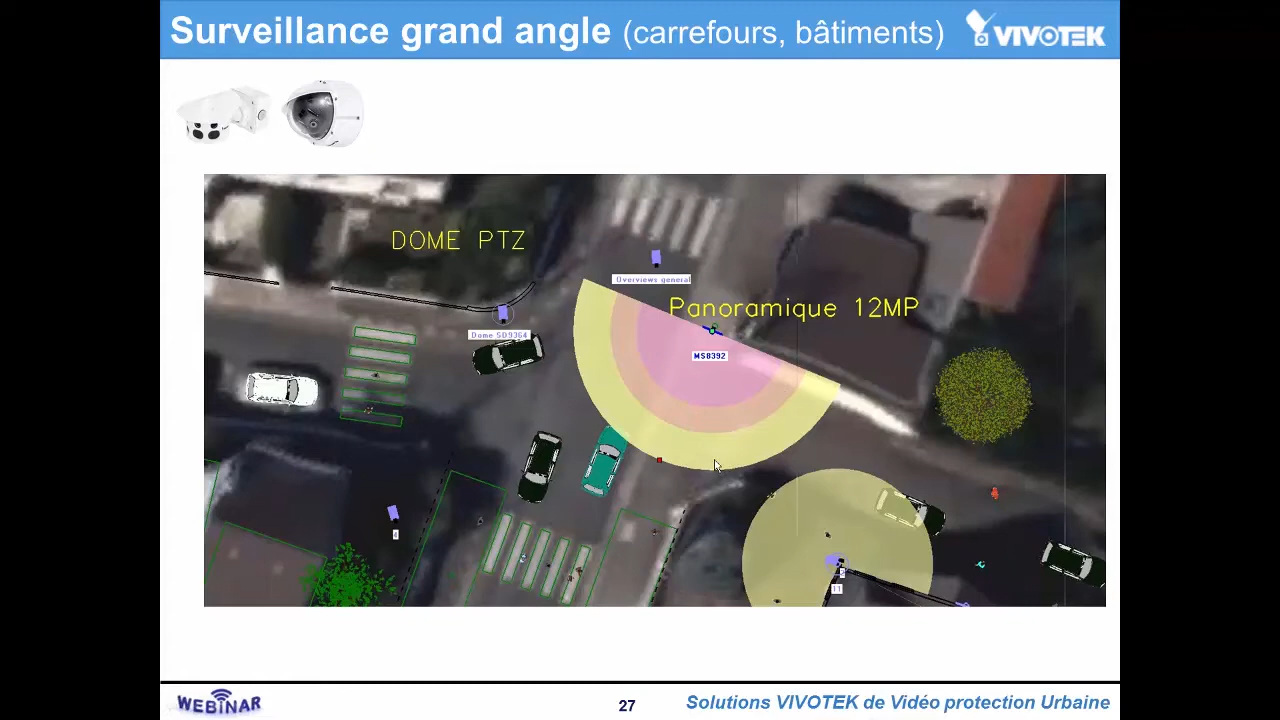 Surveillance grand angle (carrefours, bâtiments)
VIVOTEK
DOME PTZ
Overviews general
Panoramique 12MP
Dome SD9364
MS8392
11
WEBINAR
27
Solutions VIVOTEK de Vidéo protection Urbaine